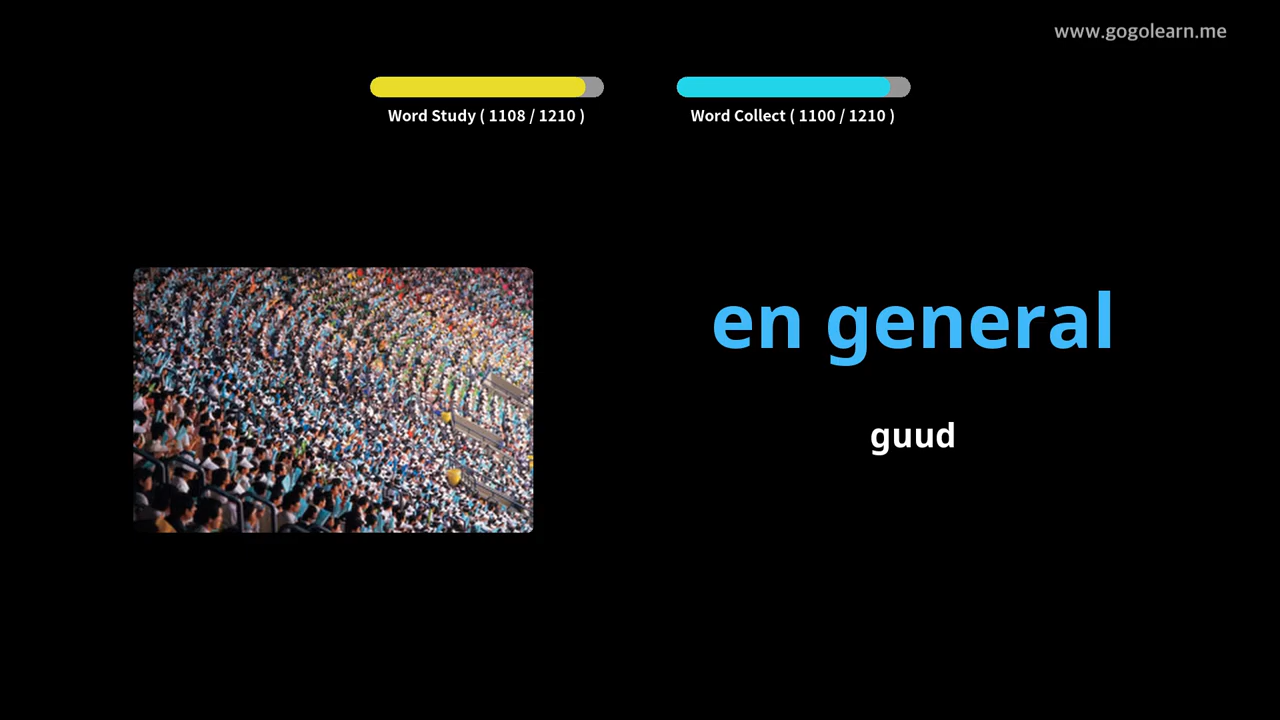 www.gogolearn.me
Word Study ( 1108 / 1210 )
Word Collect ( 1100 / 1210 )
en general
guud